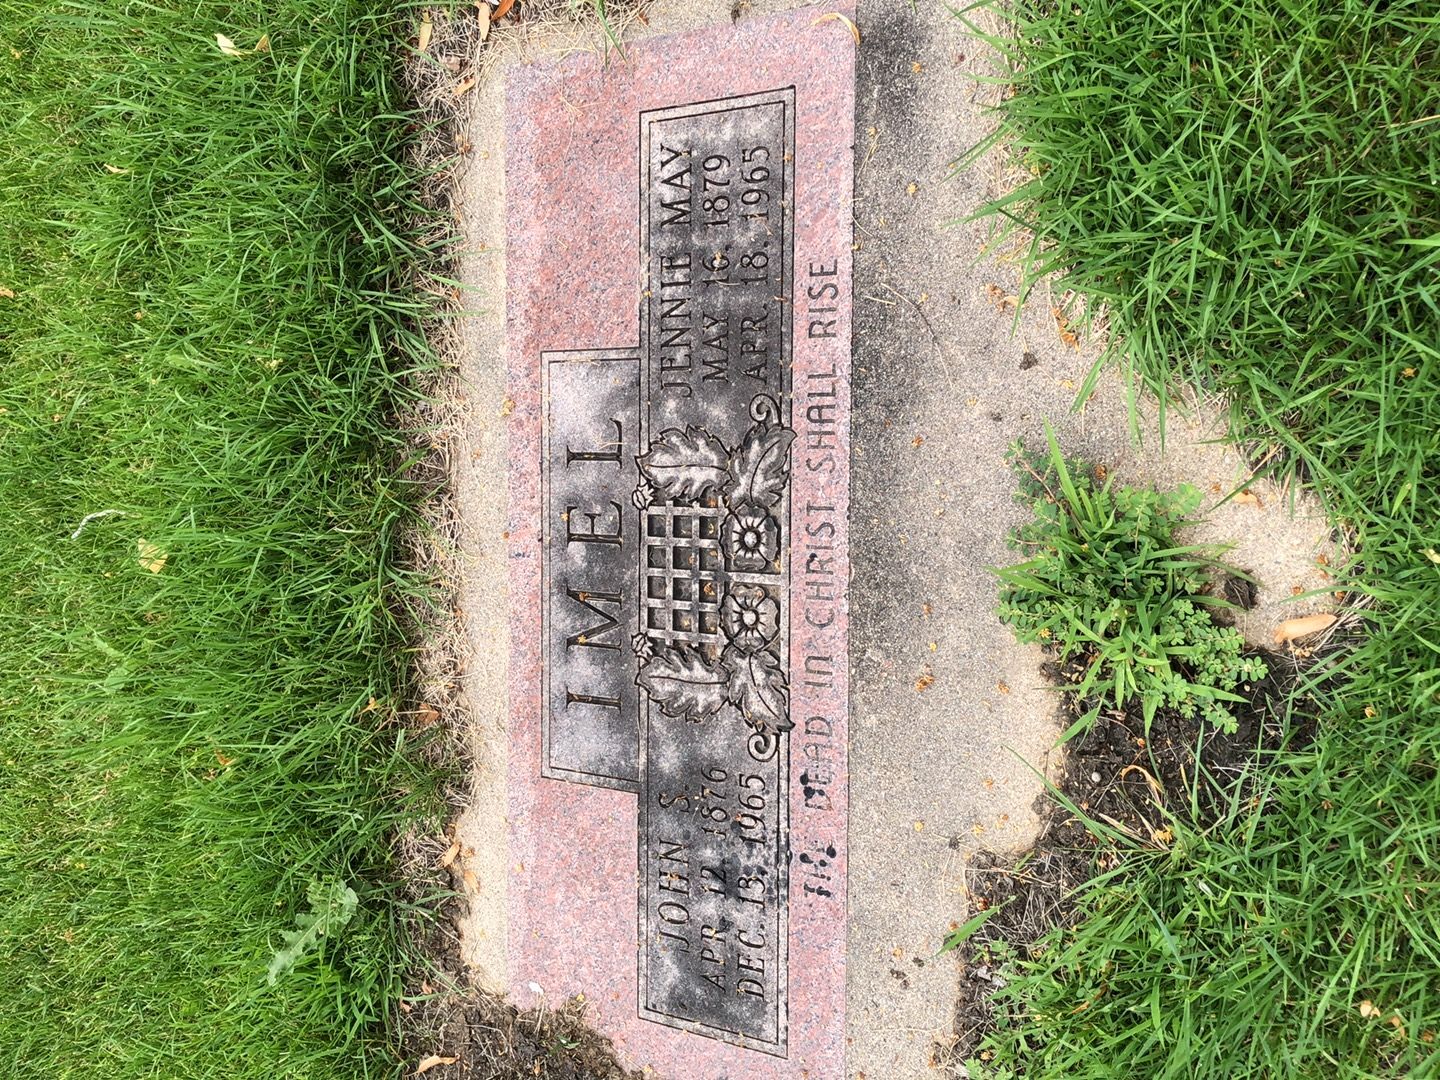 IMEL
JOHN S.
APR. 12. 1876
DEC. 13. 1965
JENNIE MAY
MAY 16. 1879
APR. 18. 1965
THE DEAD IN CHRIST SHALL RISE